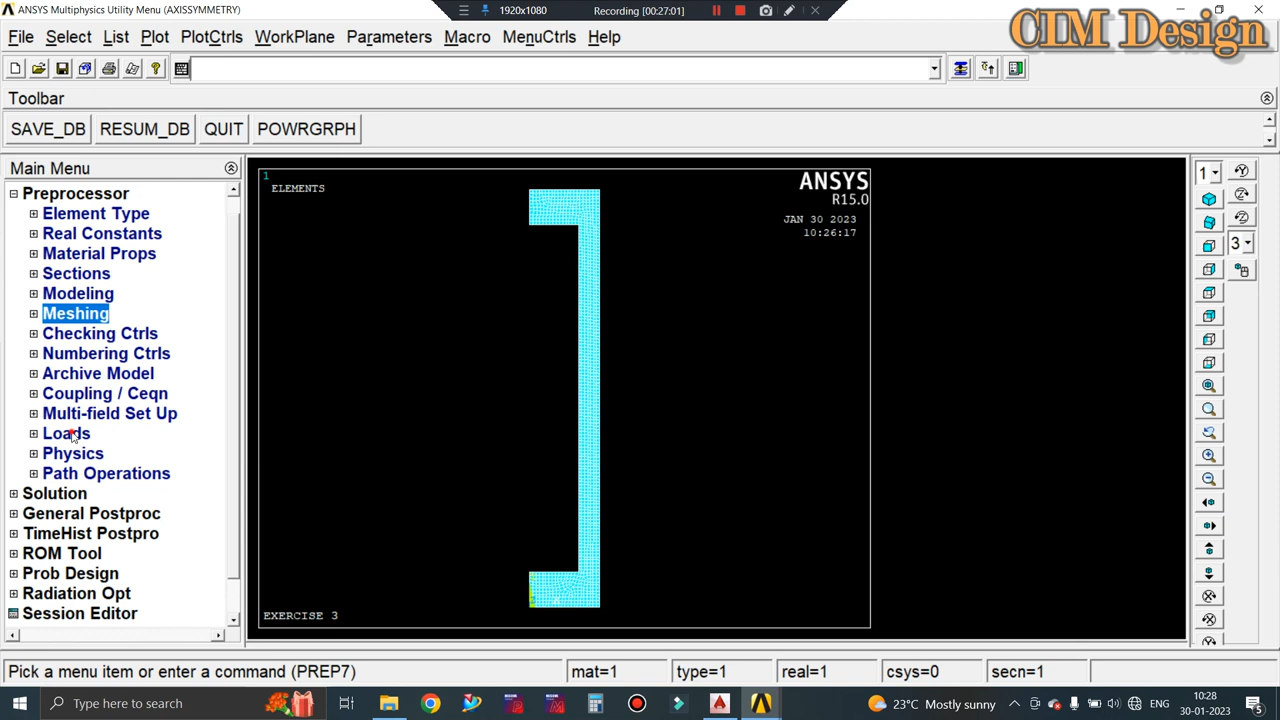 ANSYS Multiphysics Utility Menu (AXISSYMMETRY)
1920x1080
Recording [00:27:01]
CIM Design
File Select List Plot PlotCtrls WorkPlane Parameters Macro MenuCtrls Help
Toolbar
SAVE_DB RESUM_DB QUIT POWRGRPH
Main Menu
Preprocessor
Element Type
Real Constants
Material Props
Sections
Modeling
Meshing
Checking Ctrls
Numbering Ctrls
Archive Model
Coupling / Ceqn
Multi-field Set Up
Loads
Physics
Path Operations
Solution
General Postproc
TimeHist Postpro
ROM Tool
Prob Design
Radiation Opt
Session Editor
1
ELEMENTS
ANSYS
R15.0
JAN 30 2023
10:26:17
EXERCISE 3
1
3
Pick a menu item or enter a command (PREP7)
mat=1
type=1
real=1
csys=0
secn=1
Type here to search
23°C Mostly sunny
ENG
10:28
30-01-2023
5